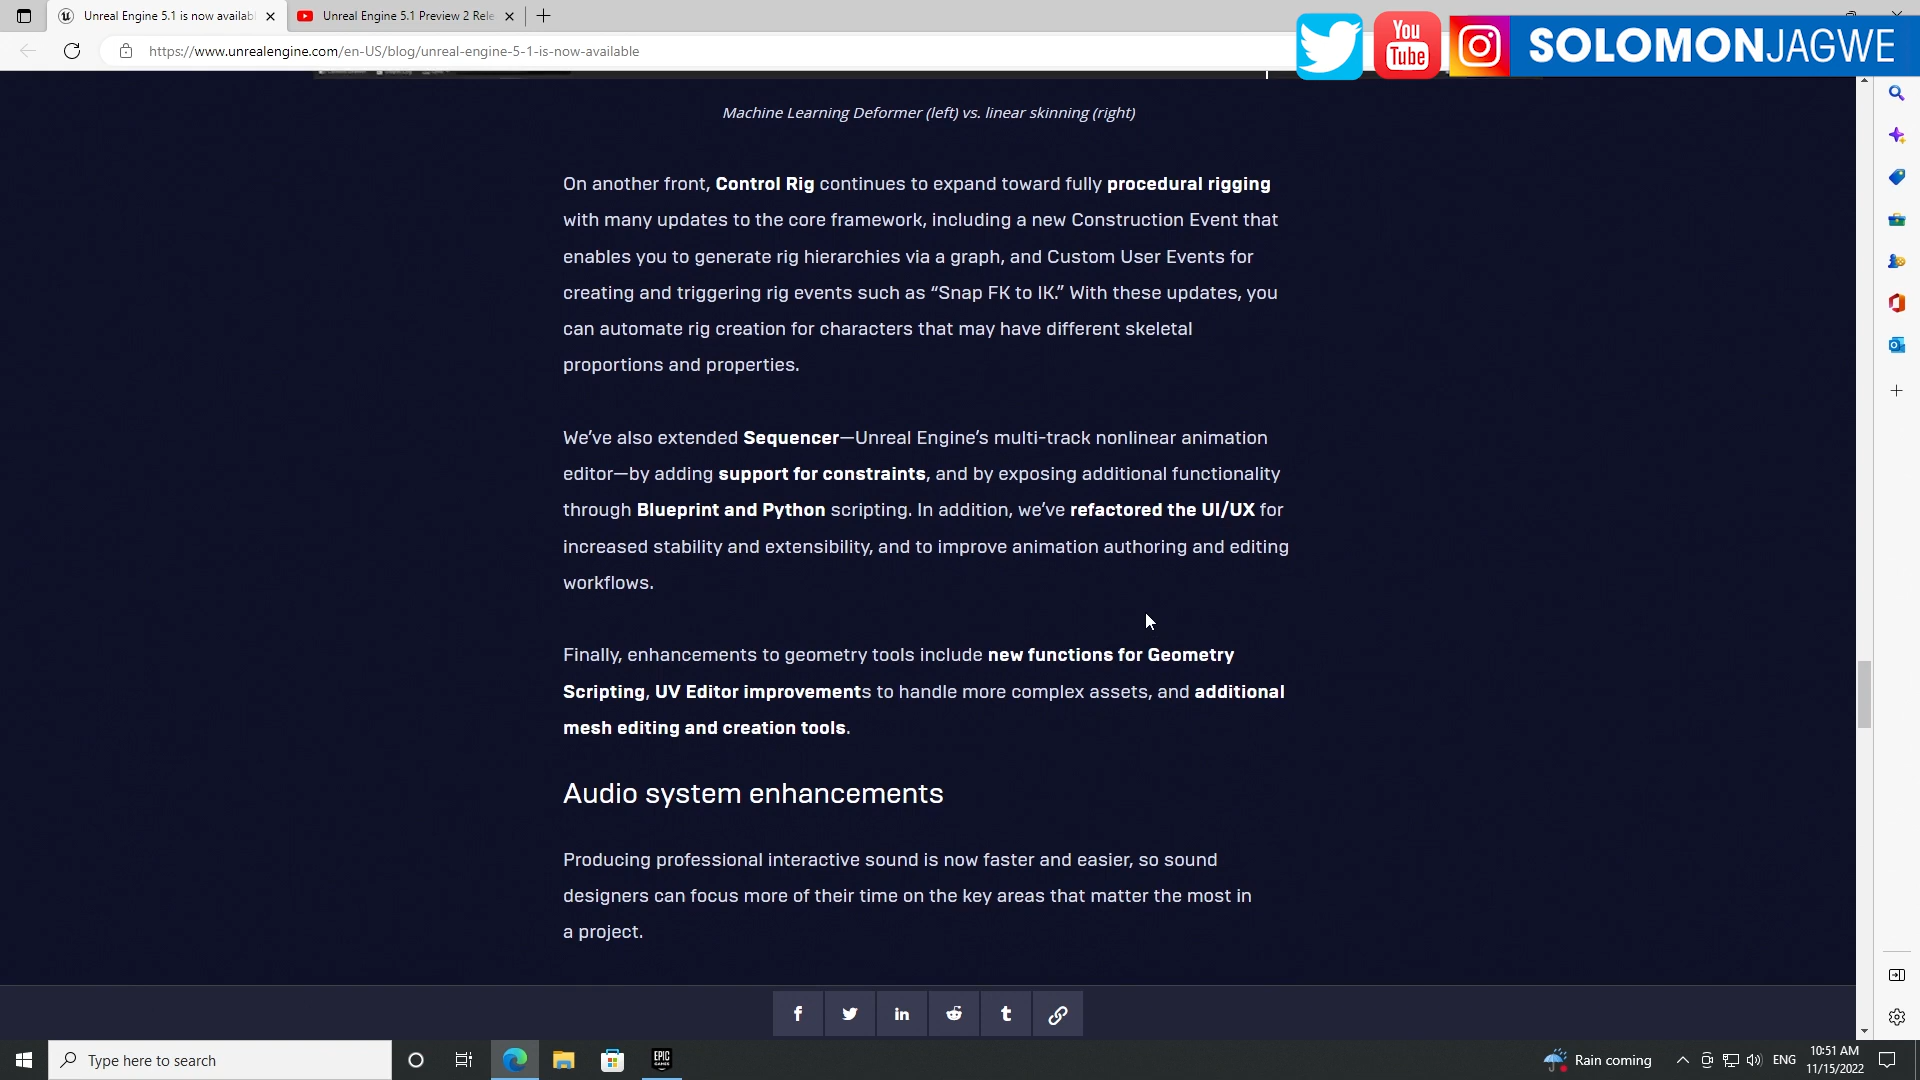 Unreal Engine 5.1 is now availab
Unreal Engine 5.1 Preview 2 Rele
https://www.unrealengine.com/en-US/blog/unreal-engine-5-1-is-now-available
You
Tube
SOLOMONJAGWE
Machine Learning Deformer (left) vs. linear skinning (right)
On another front, Control Rig continues to expand toward fully procedural rigging
with many updates to the core framework, including a new Construction Event that
enables you to generate rig hierarchies via a graph, and Custom User Events for
creating and triggering rig events such as “Snap FK to IK.” With these updates, you
can automate rig creation for characters that may have different skeletal
proportions and properties.
We’ve also extended Sequencer—Unreal Engine’s multi-track nonlinear animation
editor—by adding support for constraints, and by exposing additional functionality
through Blueprint and Python scripting. In addition, we’ve refactored the UI/UX for
increased stability and extensibility, and to improve animation authoring and editing
workflows.
Finally, enhancements to geometry tools include new functions for Geometry
Scripting, UV Editor improvements to handle more complex assets, and additional
mesh editing and creation tools.
Audio system enhancements
Producing professional interactive sound is now faster and easier, so sound
designers can focus more of their time on the key areas that matter the most in
a project.
Type here to search
EPIC
GAMES
Rain coming
ENG
10:51 AM
11/15/2022